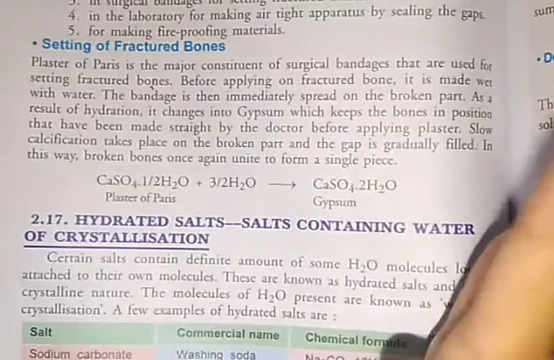 3. in surgical bandages for setting
4. in the laboratory for making air tight apparatus by sealing the gaps.
5. for making fire-proofing materials.
• Setting of Fractured Bones
Plaster of Paris is the major constituent of surgical bandages that are used for
setting fractured bones. Before applying on fractured bone, it is made wet
with water. The bandage is then immediately spread on the broken part. As a
result of hydration, it changes into Gypsum which keeps the bones in position
that have been made straight by the doctor before applying plaster. Slow
calcification takes place on the broken part and the gap is gradually filled. In
this way, broken bones once again unite to form a single piece.
CaSO₄.1/2H₂O + 3/2H₂O ⟶ CaSO₄.2H₂O
Plaster of Paris Gypsum
2.17. HYDRATED SALTS—SALTS CONTAINING WATER
OF CRYSTALLISATION
Certain salts contain definite amount of some H₂O molecules
attached to their own molecules. These are known as hydrated salts and
crystalline nature. The molecules of H₂O present are known as
crystallisation'. A few examples of hydrated salts are :
Salt Commercial name Chemical formula
Sodium carbonate Washing soda
sum
Th
sol